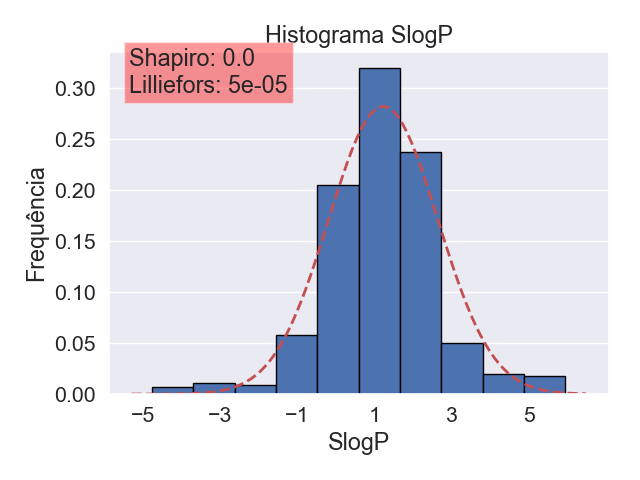 Histograma SlogP
Shapiro: 0.0
Lilliefors: 5e-05
Frequência
0.30
0.25
0.20
0.15
0.10
0.05
0.00
−5 −3 −1 1 3 5
SlogP